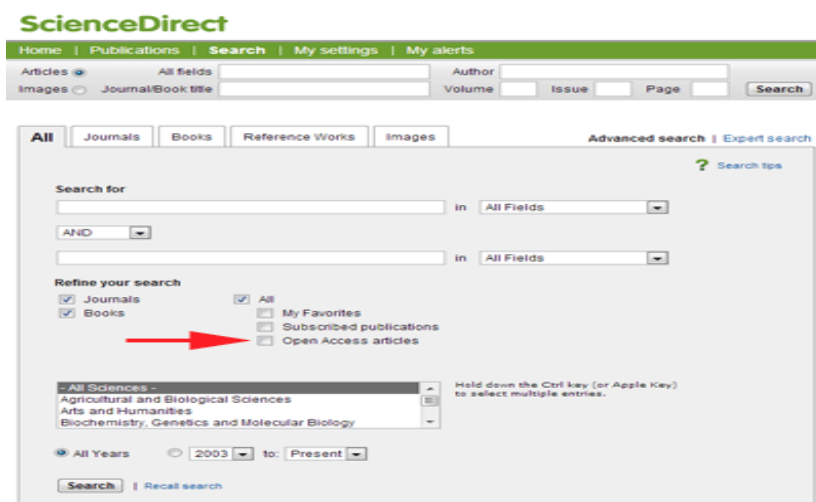 ScienceDirect
Home | Publications | Search | My settings | My alerts
Articles All fields Author
Images Journal/Book title Volume Issue Page Search
All Journals Books Reference Works Images Advanced search | Expert search
? Search tips
Search for
in All Fields
AND
in All Fields
Refine your search
Journals All
Books My Favorites
Subscribed publications
Open Access articles
- All Sciences - Hold down the Ctrl key (or Apple Key)
Agricultural and Biological Sciences to select multiple entries.
Arts and Humanities
Biochemistry, Genetics and Molecular Biology
All Years 2003 to: Present
Search | Recall search